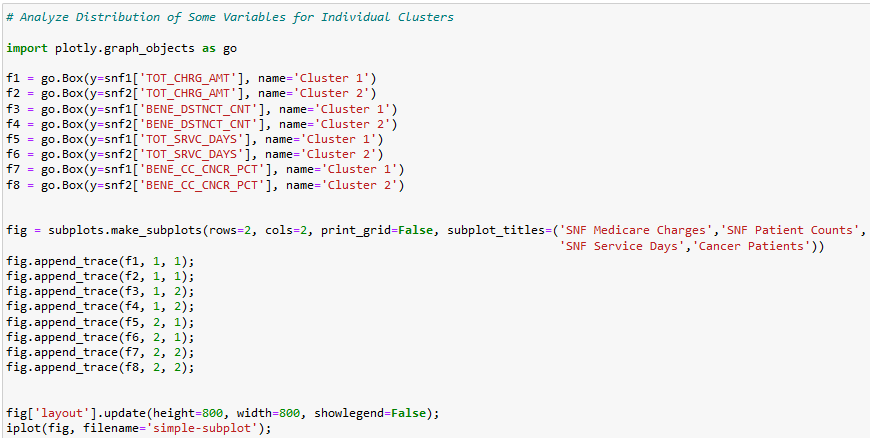 # Analyze Distribution of Some Variables for Individual Clusters
import plotly.graph_objects as go
f1 = go.Box(y=snf1['TOT_CHRG_AMT'], name='Cluster 1')
f2 = go.Box(y=snf2['TOT_CHRG_AMT'], name='Cluster 2')
f3 = go.Box(y=snf1['BENE_DSTNCT_CNT'], name='Cluster 1')
f4 = go.Box(y=snf2['BENE_DSTNCT_CNT'], name='Cluster 2')
f5 = go.Box(y=snf1['TOT_SRVC_DAYS'], name='Cluster 1')
f6 = go.Box(y=snf2['TOT_SRVC_DAYS'], name='Cluster 2')
f7 = go.Box(y=snf1['BENE_CC_CNCR_PCT'], name='Cluster 1')
f8 = go.Box(y=snf2['BENE_CC_CNCR_PCT'], name='Cluster 2')
fig = subplots.make_subplots(rows=2, cols=2, print_grid=False, subplot_titles=('SNF Medicare Charges','SNF Patient Counts',
'SNF Service Days','Cancer Patients'))
fig.append_trace(f1, 1, 1);
fig.append_trace(f2, 1, 1);
fig.append_trace(f3, 1, 2);
fig.append_trace(f4, 1, 2);
fig.append_trace(f5, 2, 1);
fig.append_trace(f6, 2, 1);
fig.append_trace(f7, 2, 2);
fig.append_trace(f8, 2, 2);
fig['layout'].update(height=800, width=800, showlegend=False);
iplot(fig, filename='simple-subplot');